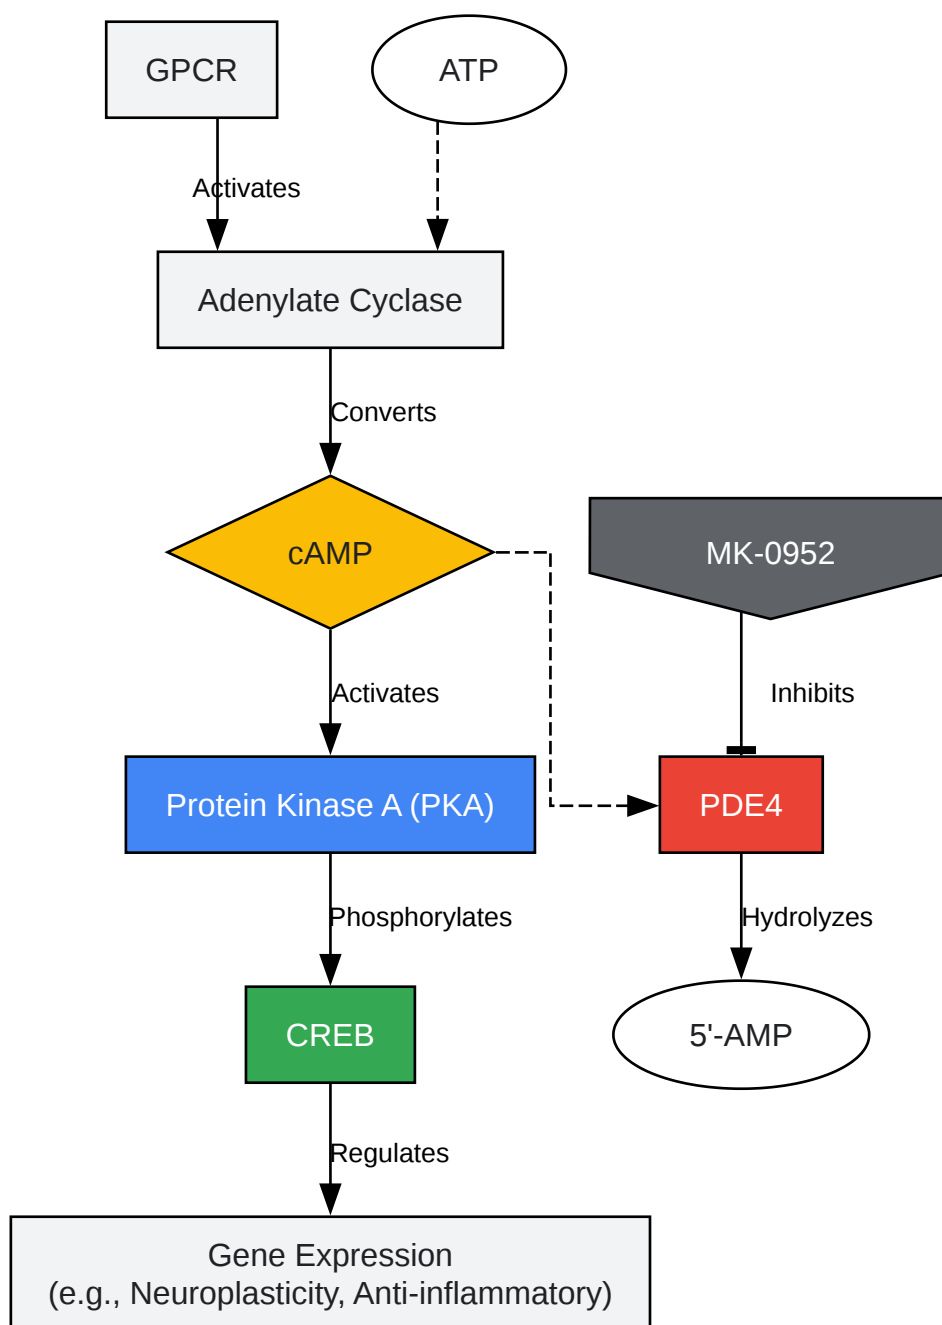 GPCR
ATP
Activates
Adenylate Cyclase
Converts
cAMP
MK-0952
Activates
Inhibits
Protein Kinase A (PKA)
PDE4
Phosphorylates
Hydrolyzes
CREB
5'-AMP
Regulates
Gene Expression
(e.g., Neuroplasticity, Anti-inflammatory)